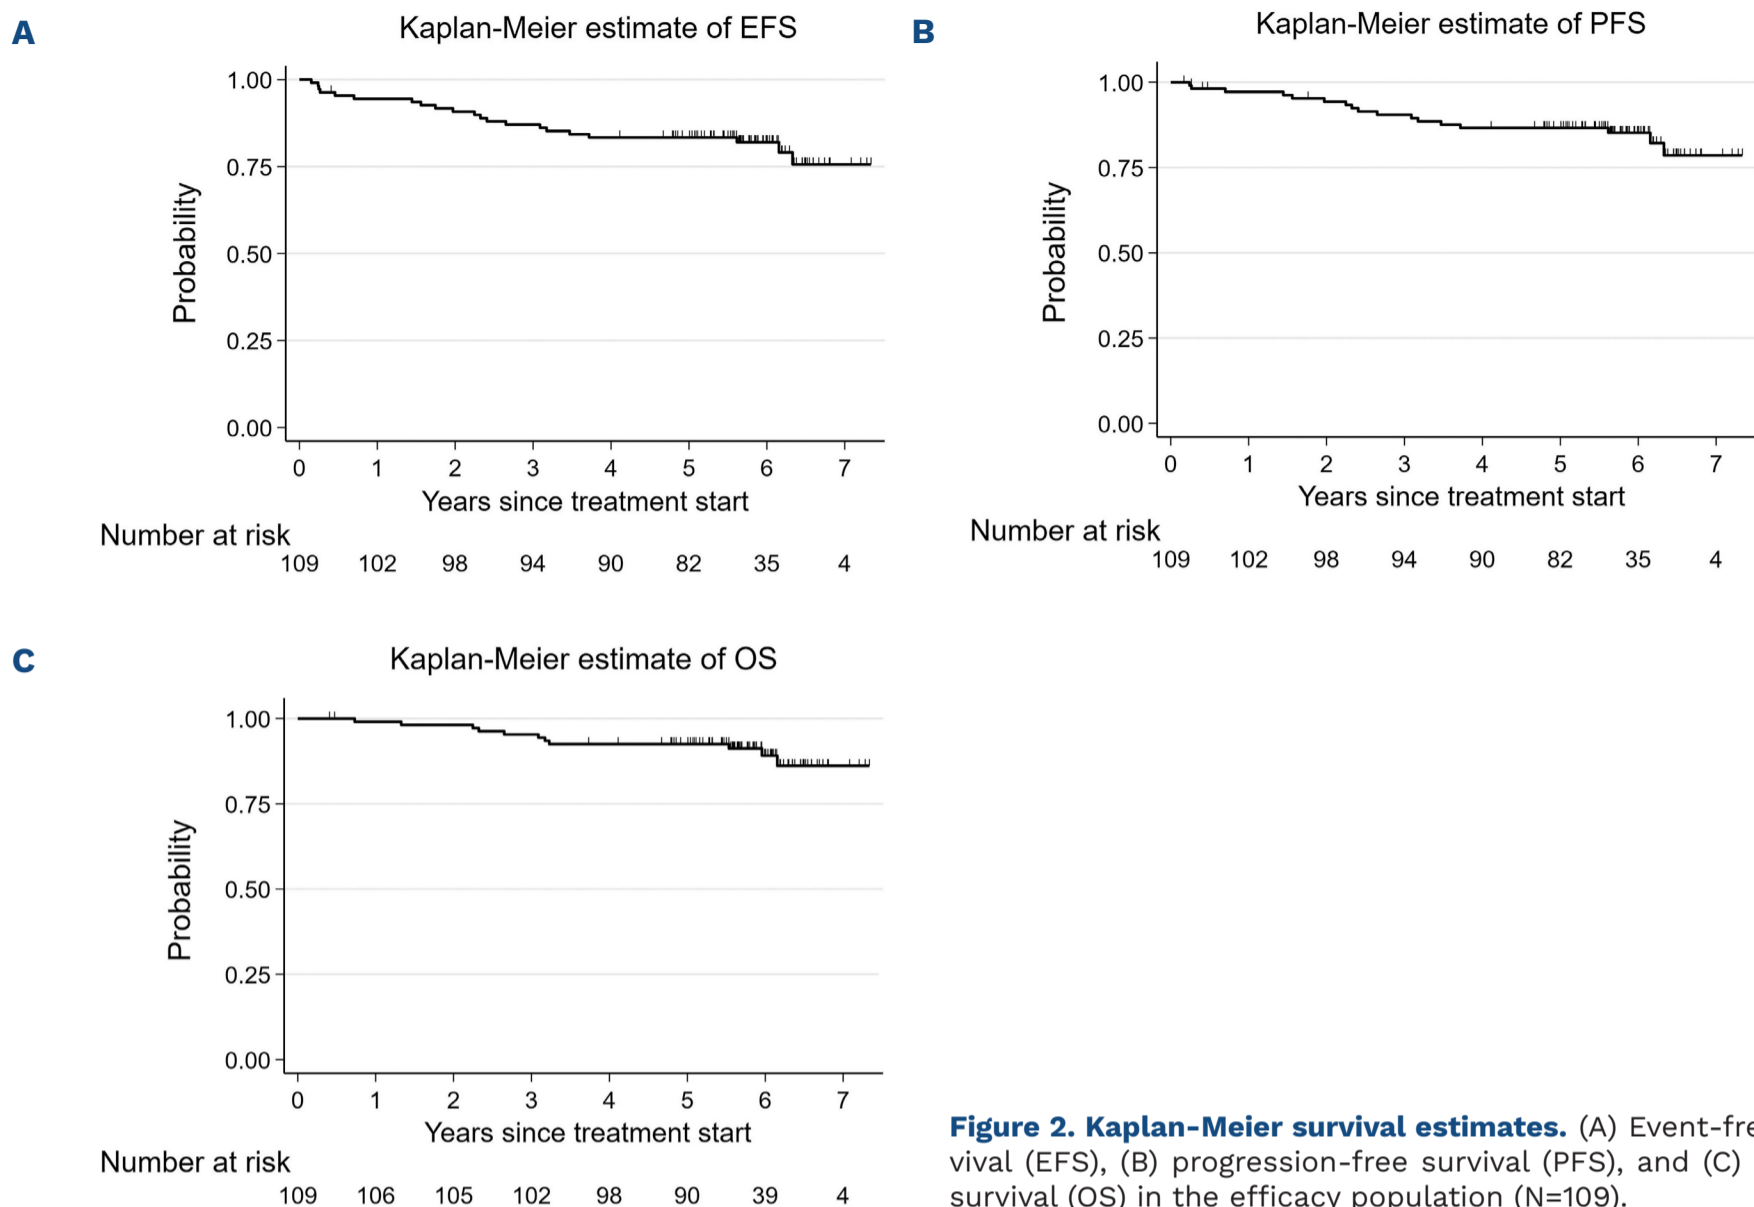 A
Kaplan-Meier estimate of EFS
1.00
0.75
0.50
0.25
0.00
Probability
0 1 2 3 4 5 6 7
Years since treatment start
Number at risk
109 102 98 94 90 82 35 4
B
Kaplan-Meier estimate of PFS
1.00
0.75
0.50
0.25
0.00
Probability
0 1 2 3 4 5 6 7
Years since treatment start
Number at risk
109 102 98 94 90 82 35 4
C
Kaplan-Meier estimate of OS
1.00
0.75
0.50
0.25
0.00
Probability
0 1 2 3 4 5 6 7
Years since treatment start
Number at risk
109 106 105 102 98 90 39 4
Figure 2. Kaplan-Meier survival estimates. (A) Event-fre
vival (EFS), (B) progression-free survival (PFS), and (C)
survival (OS) in the efficacy population (N=109).